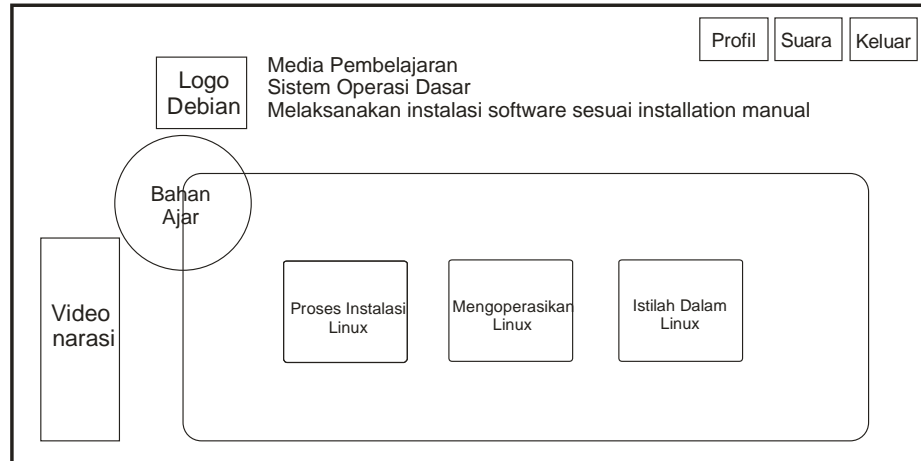 Profil
Suara
Keluar
Logo
Debian
Media Pembelajaran
Sistem Operasi Dasar
Melaksanakan instalasi software sesuai installation manual
Bahan
Ajar
Video
narasi
Proses Instalasi
Linux
Mengoperasikan
Linux
Istilah Dalam
Linux